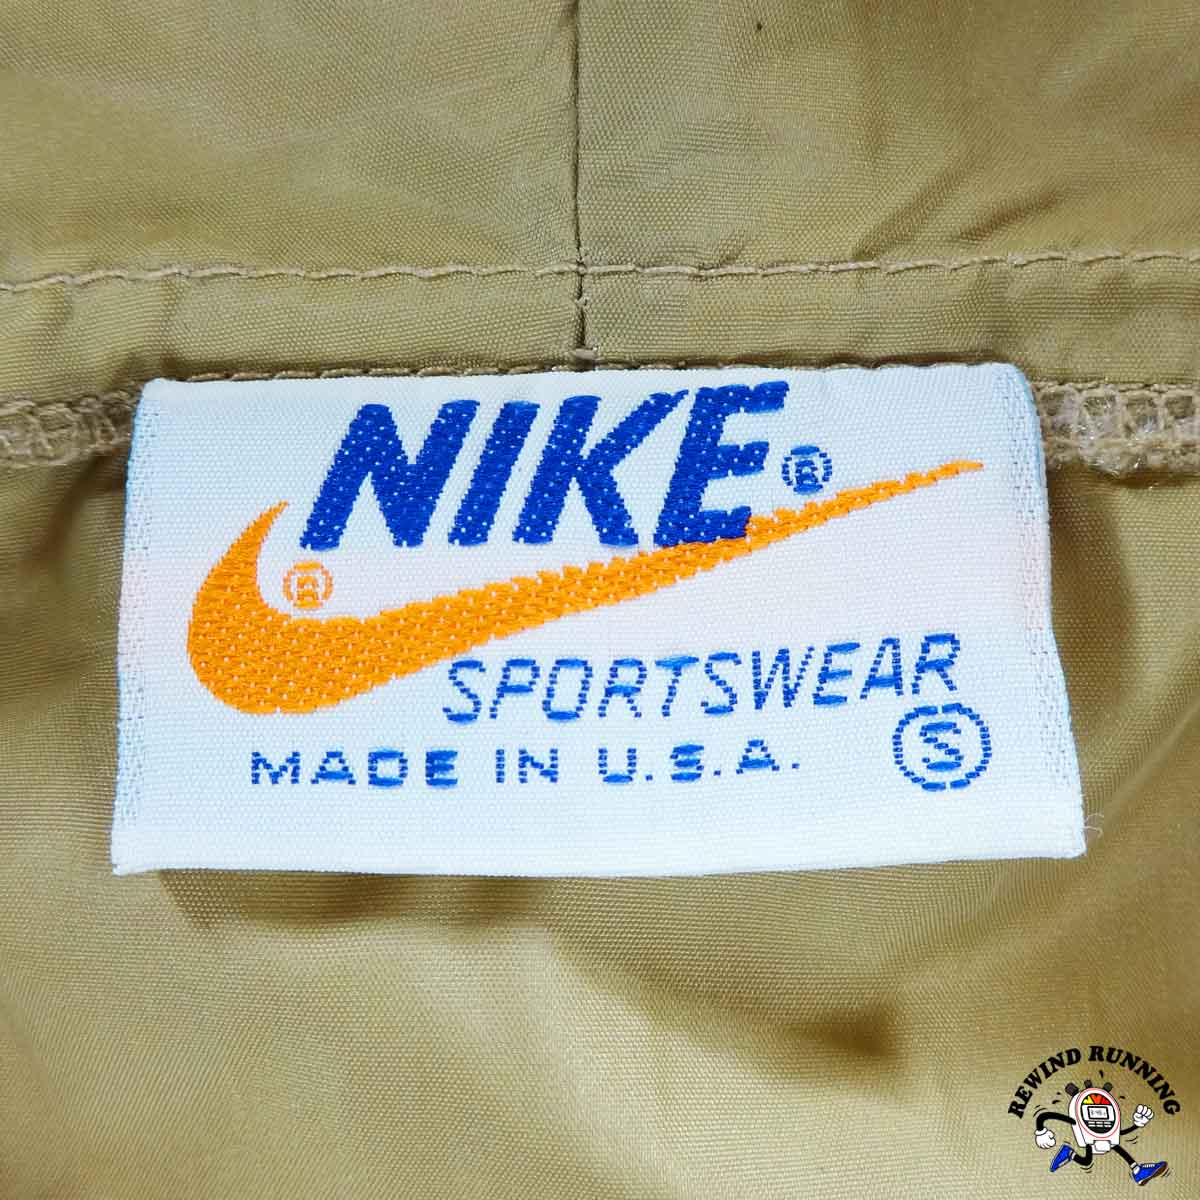 NIKE®
®
SPORTSWEAR
MADE IN U.S.A. Ⓢ
REWIND RUNNING